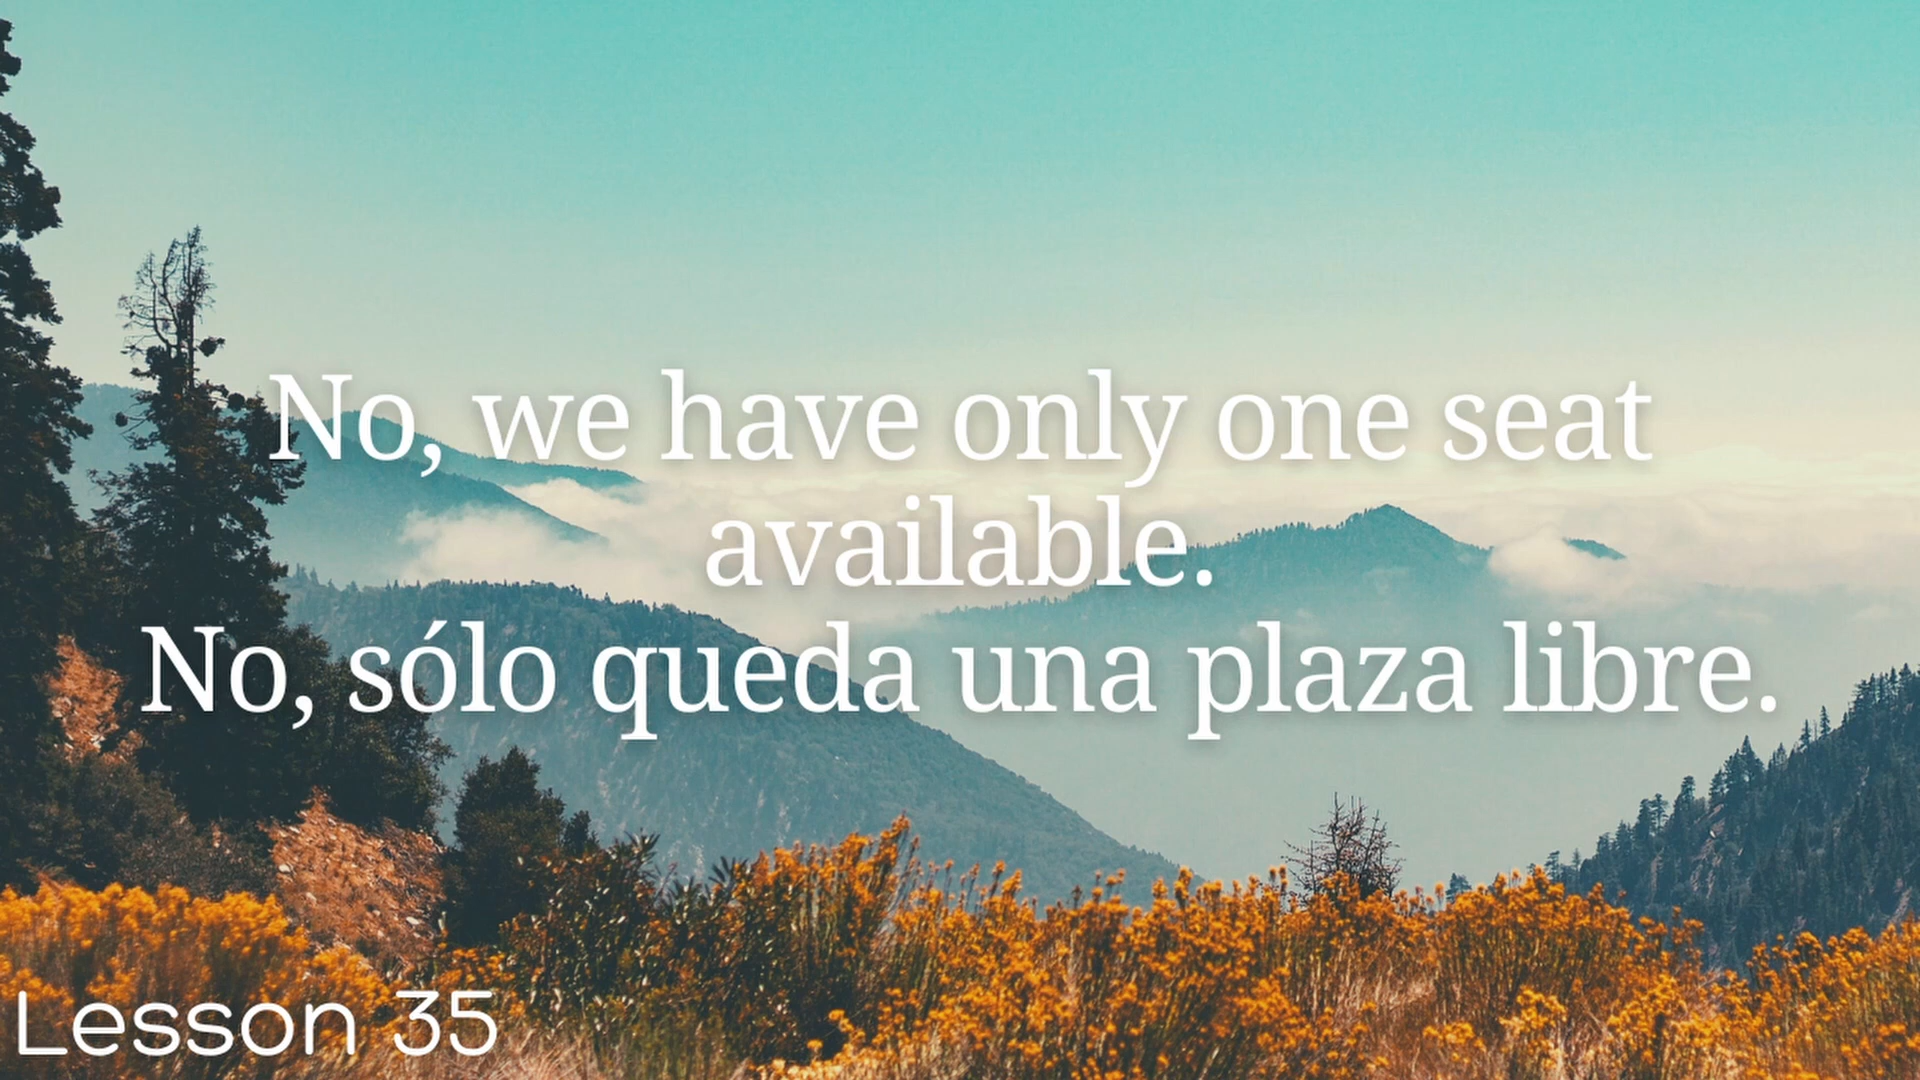 No, we have only one seat
available.
No, sólo queda una plaza libre.
Lesson 35